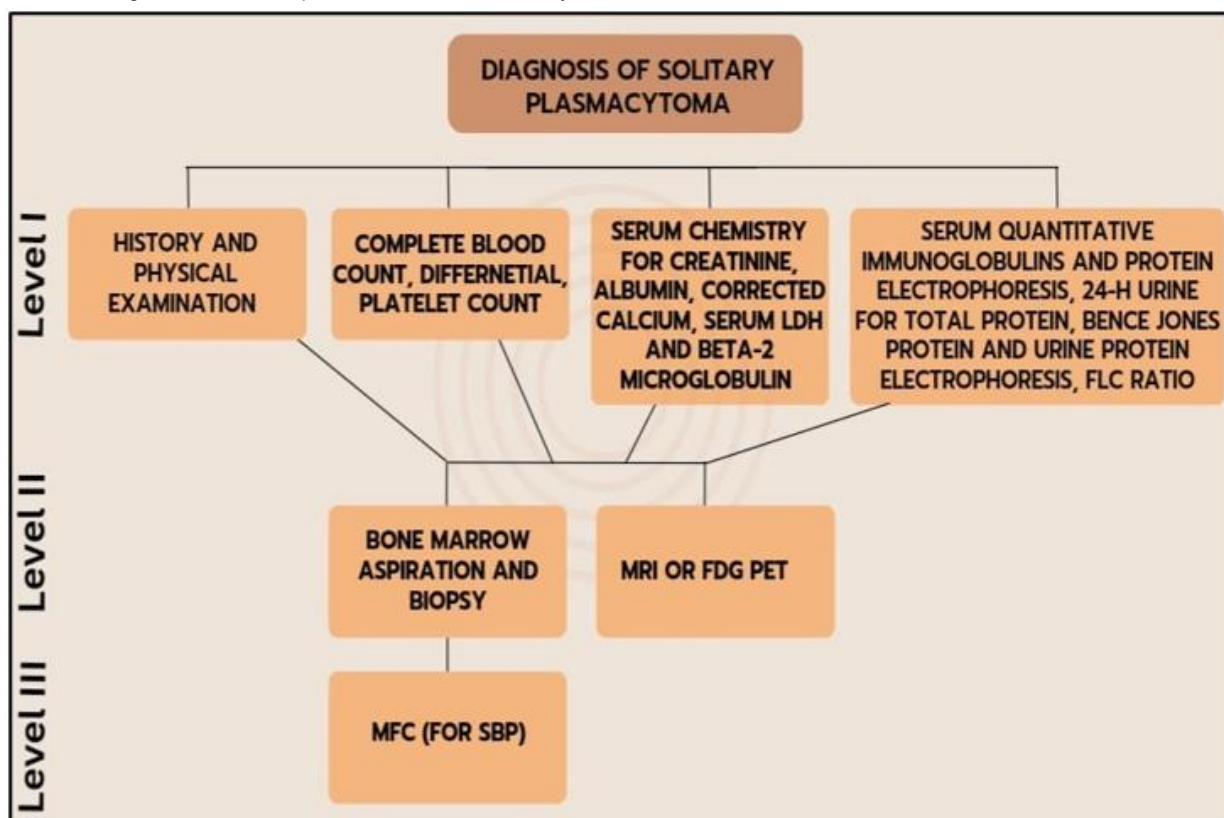 DIAGNOSIS OF SOLITARY
PLASMACYTOMA
Level I
HISTORY AND
PHYSICAL
EXAMINATION
COMPLETE BLOOD
COUNT, DIFFERNETIAL,
PLATELET COUNT
SERUM CHEMISTRY
FOR CREATININE,
ALBUMIN, CORRECTED
CALCIUM, SERUM LDH
AND BETA-2
MICROGLOBULIN
SERUM QUANTITATIVE
IMMUNOGLOBULINS AND PROTEIN
ELECTROPHORESIS, 24-H URINE
FOR TOTAL PROTEIN, BENCE JONES
PROTEIN AND URINE PROTEIN
ELECTROPHORESIS, FLC RATIO
Level II
BONE MARROW
ASPIRATION AND
BIOPSY
MRI OR FDG PET
Level III
MFC (FOR SBP)